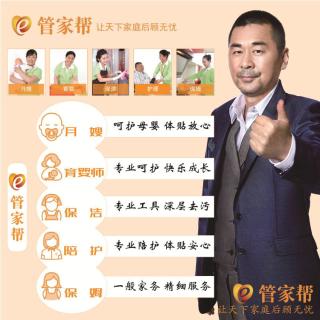 管家帮 让天下家庭后顾无忧
月嫂 育婴 保洁 护理 保姆
月嫂 呵护母婴 体贴放心
育婴师 专业呵护 快乐成长
保洁 专业工具 深层去污
陪护 专业陪护 体贴安心
保姆 一般家务 精细服务
管家帮
管家帮
让天下家庭后顾无忧